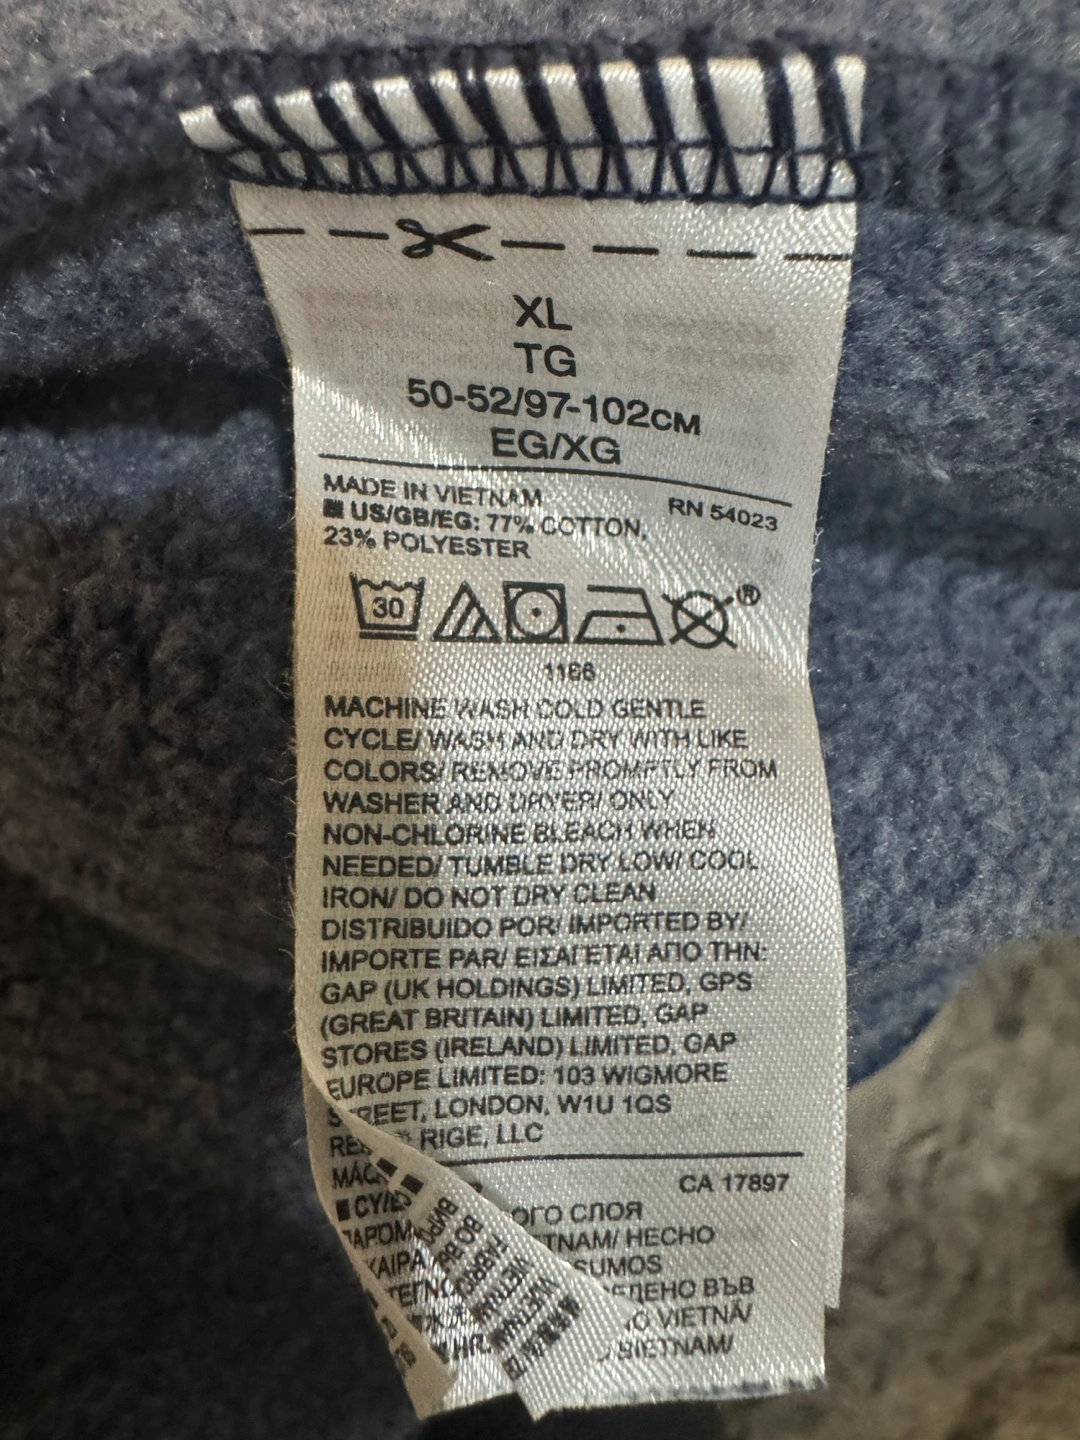 XL
TG
50-52/97-102CM
EG/XG
MADE IN VIETNAM
RN 54023
US/GB/EG: 77% COTTON,
23% POLYESTER
30
®
1166
MACHINE WASH COLD GENTLE
CYCLE/ WASH AND DRY WITH LIKE
COLORS/ REMOVE PROMPTLY FROM
WASHER AND DRYER/ ONLY
NON-CHLORINE BLEACH WHEN
NEEDED/ TUMBLE DRY LOW/ COOL
IRON/ DO NOT DRY CLEAN
DISTRIBUIDO POR/ IMPORTED BY/
IMPORTE PAR/ ΕΙΣΑΓΕΤΑΙ ΑΠΟ ΤΗΝ:
GAP (UK HOLDINGS) LIMITED, GPS
(GREAT BRITAIN) LIMITED, GAP
STORES (IRELAND) LIMITED, GAP
EUROPE LIMITED: 103 WIGMORE
STREET, LONDON, W1U 1QS
RIGE, LLC
CA 17897
ОГО СЛОЯ
TNAM/ HECHO
SUMOS
ДЕНО ВЪВ
VIETNA/
BIETNAM/